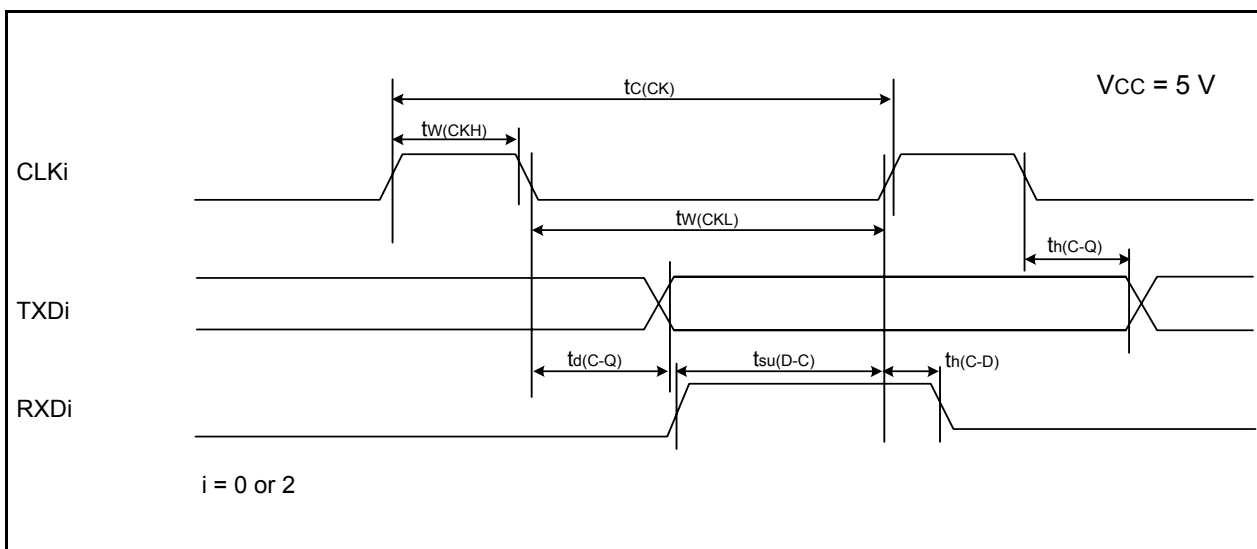 VCC = 5 V
tC(CK)
tW(CKH)
CLKi
tW(CKL)
th(C-Q)
TXDi
td(C-Q)
tsu(D-C)
th(C-D)
RXDi
i = 0 or 2